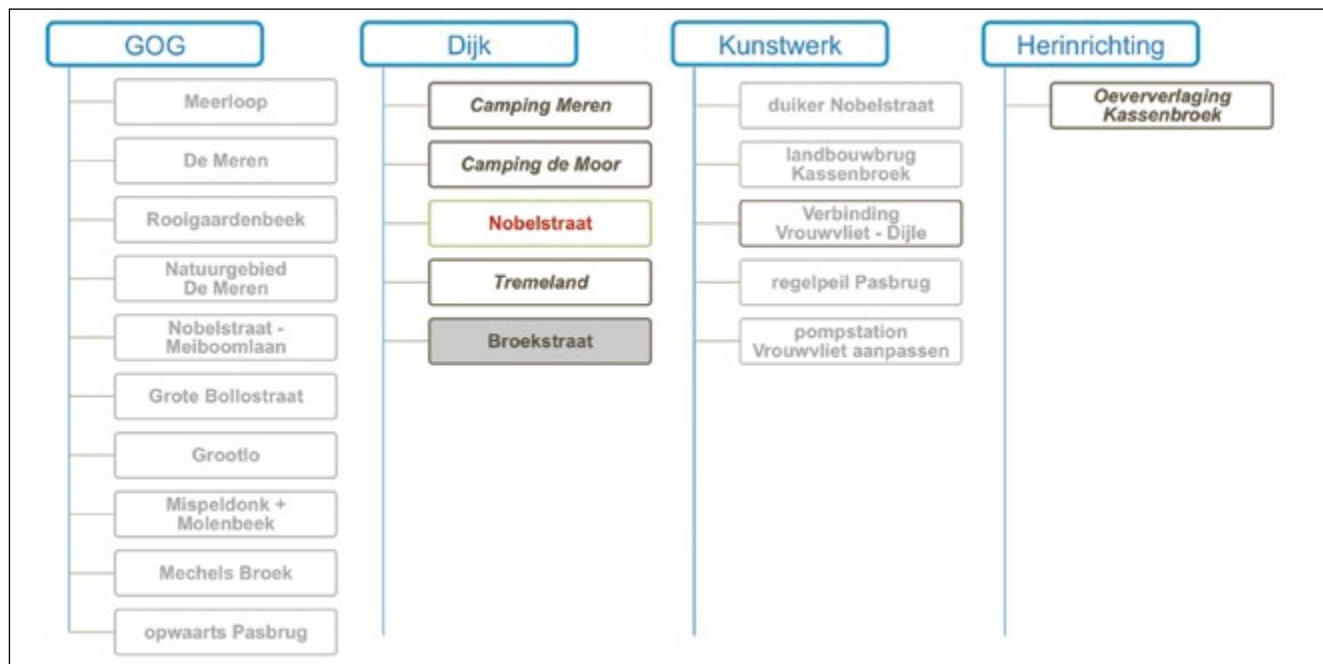 GOG
Meerloop
De Meren
Rooigaardenbeek
Natuurgebied
De Meren
Nobelstraat -
Meiboomlaan
Grote Bollostraat
Grootlo
Mispeldonk +
Molenbeek
Mechels Broek
opwaarts Pasbrug
Dijk
Camping Meren
Camping de Moor
Nobelstraat
Tremeland
Broekstraat
Kunstwerk
duiker Nobelstraat
landbouwbrug
Kassenbroek
Verbinding
Vrouwvliet - Dijle
regelpeil Pasbrug
pompstation
Vrouwvliet aanpassen
Herinrichting
Oeververlaging
Kassenbroek